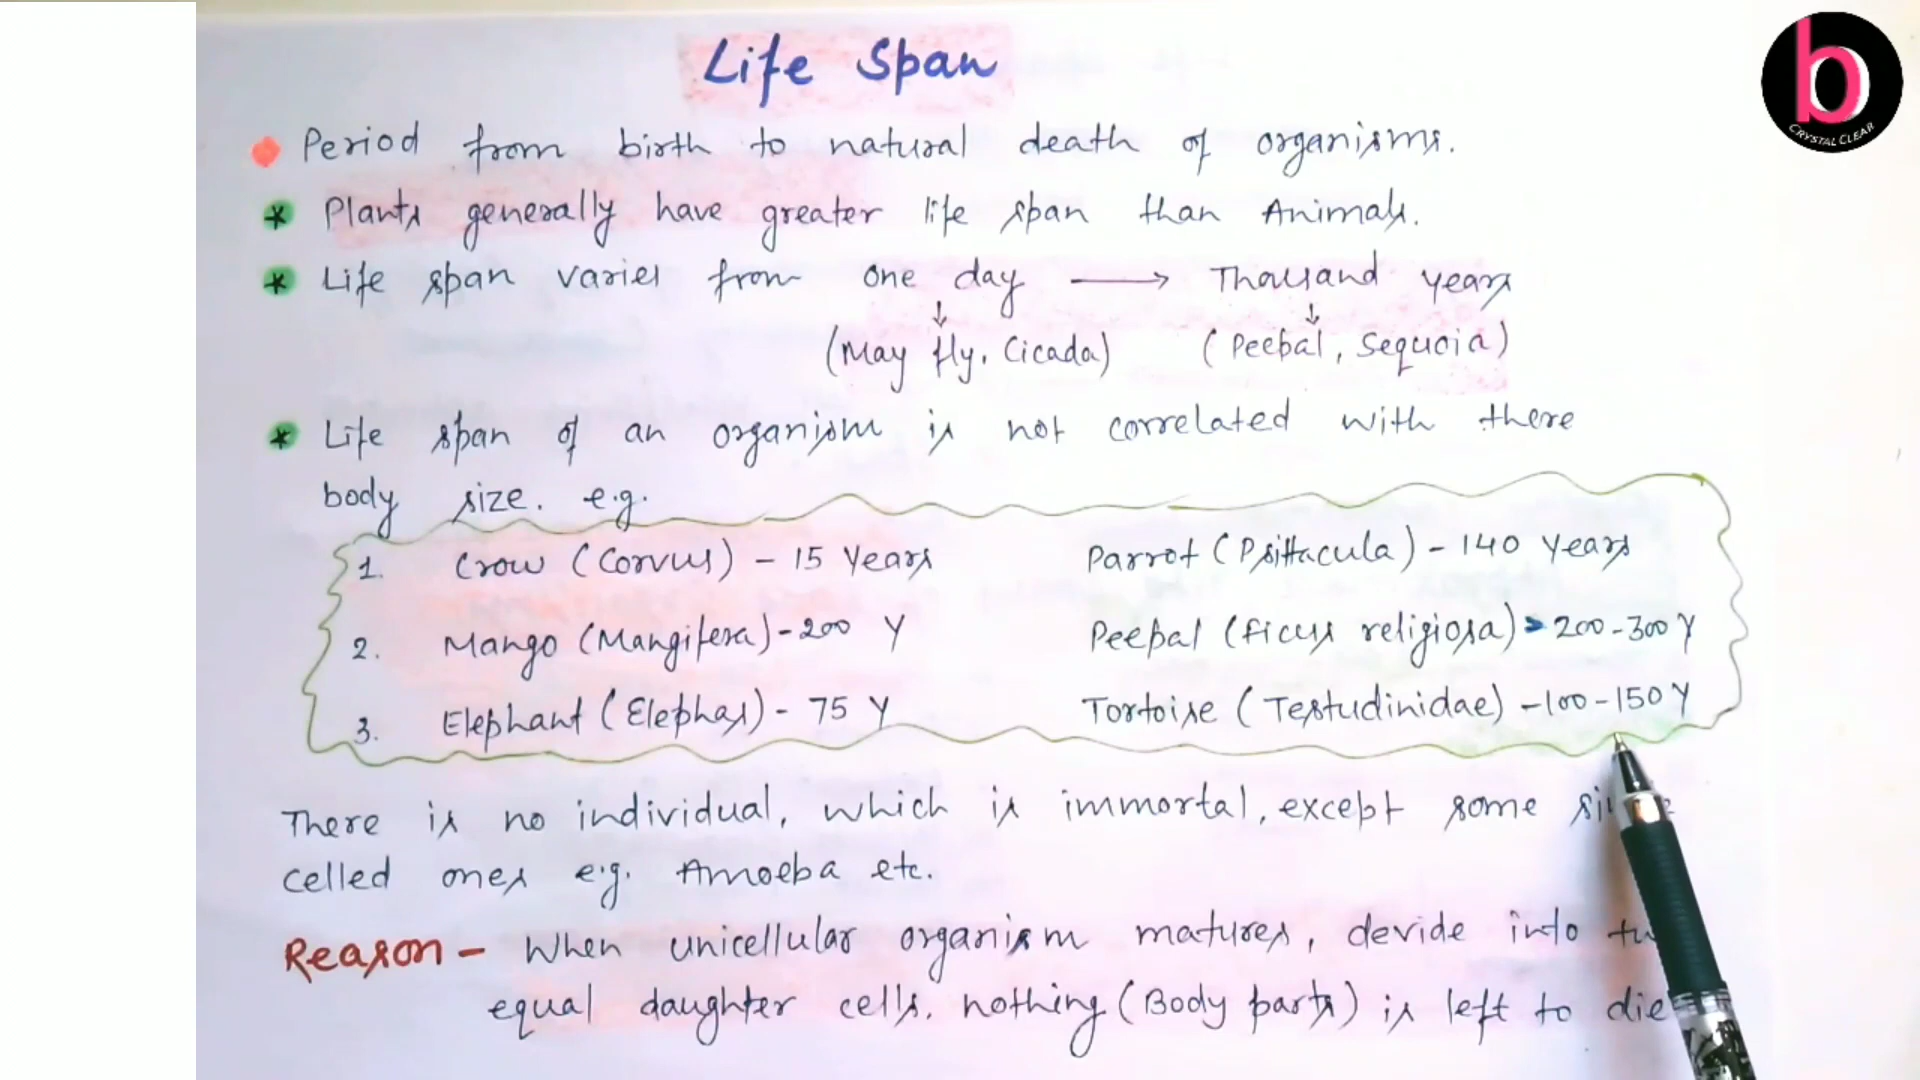 Life Span
Period from birth to natural death of organisms.
* Plants generally have greater life span than Animals.
* Life span varies from one day → Thousand years
↓ ↓
(May fly, Cicada) (Peepal, Sequoia)
* Life span of an organism is not correlated with there
body size. e.g.
1. Crow (Corvus) - 15 Years Parrot (Psittacula) - 140 years
2. Mango (Mangifera) - 200 Y Peepal (Ficus religiosa) > 200-300 Y
3. Elephant (Elephas) - 75 Y Tortoise (Testudinidae) - 100-150 Y
There is no individual, which is immortal, except some
celled ones e.g. Amoeba etc.
Reason - When unicellular organism matures, devide into
equal daughter cells. nothing (Body parts) is left to die
b
CRYSTAL CLEAR